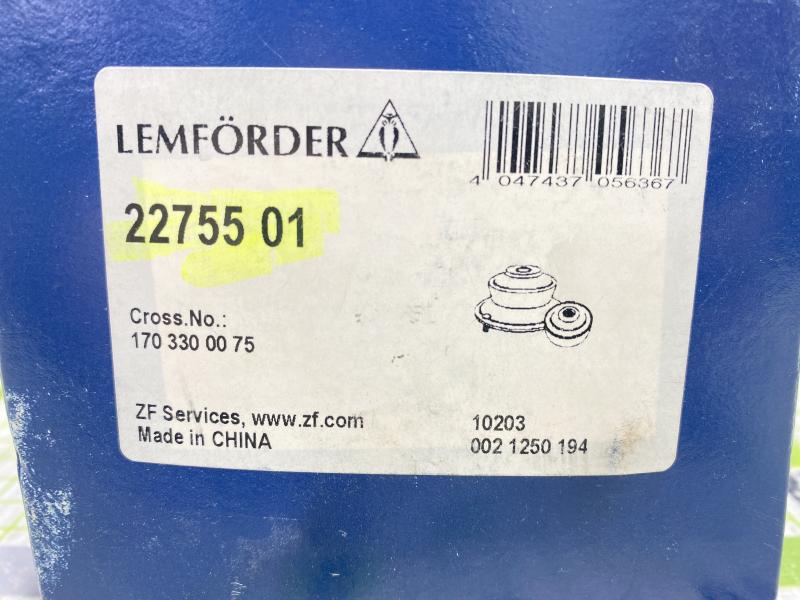 LEMFÖRDER
4 047437 056367
22755 01
Cross.No.:
170 330 00 75
ZF Services, www.zf.com
Made in CHINA
10203
002 1250 194